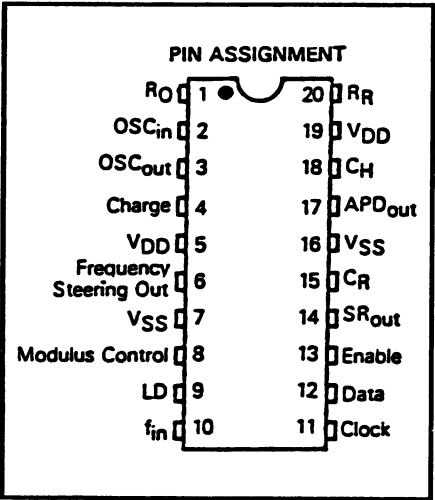 PIN ASSIGNMENT
RO 1 20 RR
OSCin 2 19 VDD
OSCout 3 18 CH
Charge 4 17 APDout
VDD 5 16 VSS
Frequency
Steering Out 6 15 CR
VSS 7 14 SRout
Modulus Control 8 13 Enable
LD 9 12 Data
fin 10 11 Clock